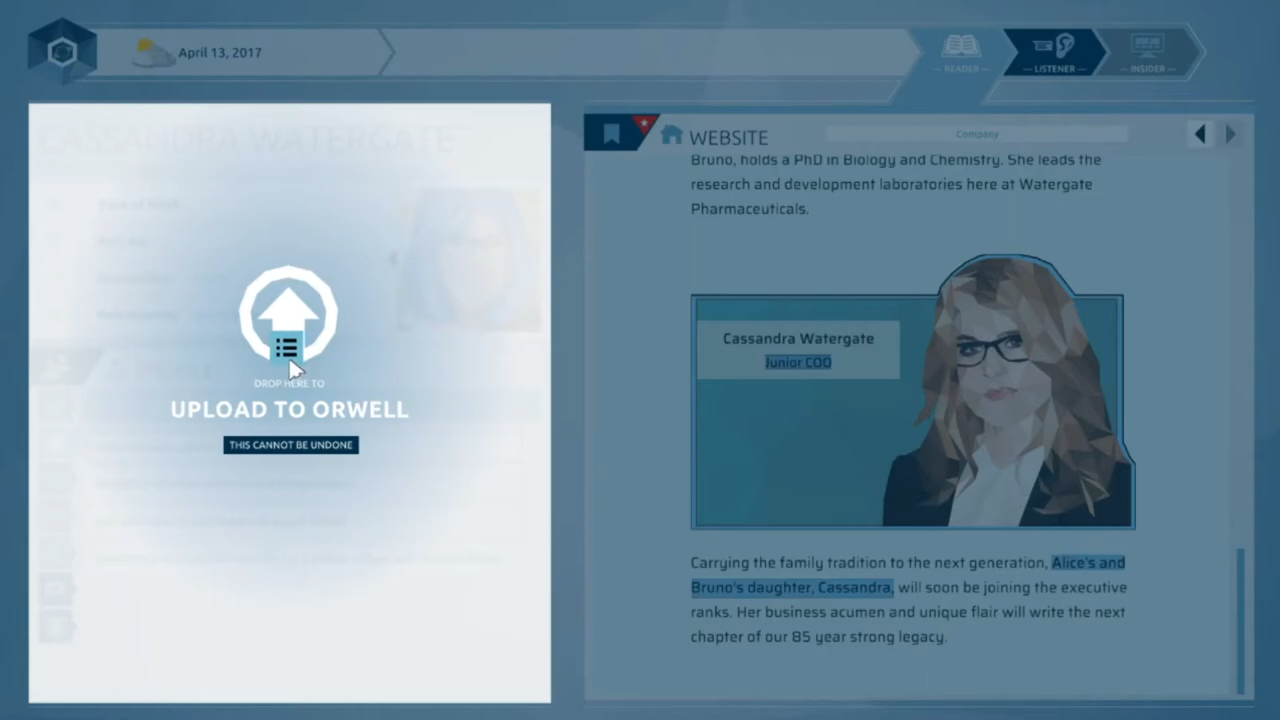 April 13, 2017
READER
LISTENER
INSIDER
CASSANDRA WATERGATE
DROP HERE TO
UPLOAD TO ORWELL
THIS CANNOT BE UNDONE
WEBSITE
Company
Bruno, holds a PhD in Biology and Chemistry. She leads the
research and development laboratories here at Watergate
Pharmaceuticals.
Cassandra Watergate
Junior COO
Carrying the family tradition to the next generation, Alice's and
Bruno's daughter, Cassandra, will soon be joining the executive
ranks. Her business acumen and unique flair will write the next
chapter of our 85 year strong legacy.